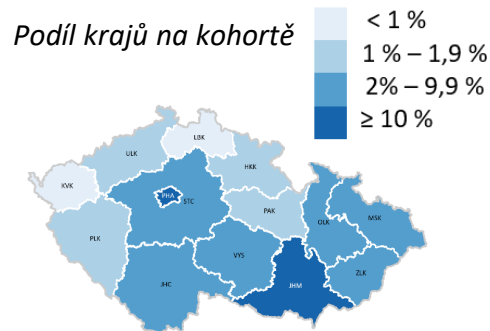 Podíl krajů na kohortě
< 1 %
1 % – 1,9 %
2% – 9,9 %
≥ 10 %
LBK
ULK
HKK
KVK
PHA
STC
PAK
MSK
OLK
PLK
VYS
ZLK
JHC
JHM